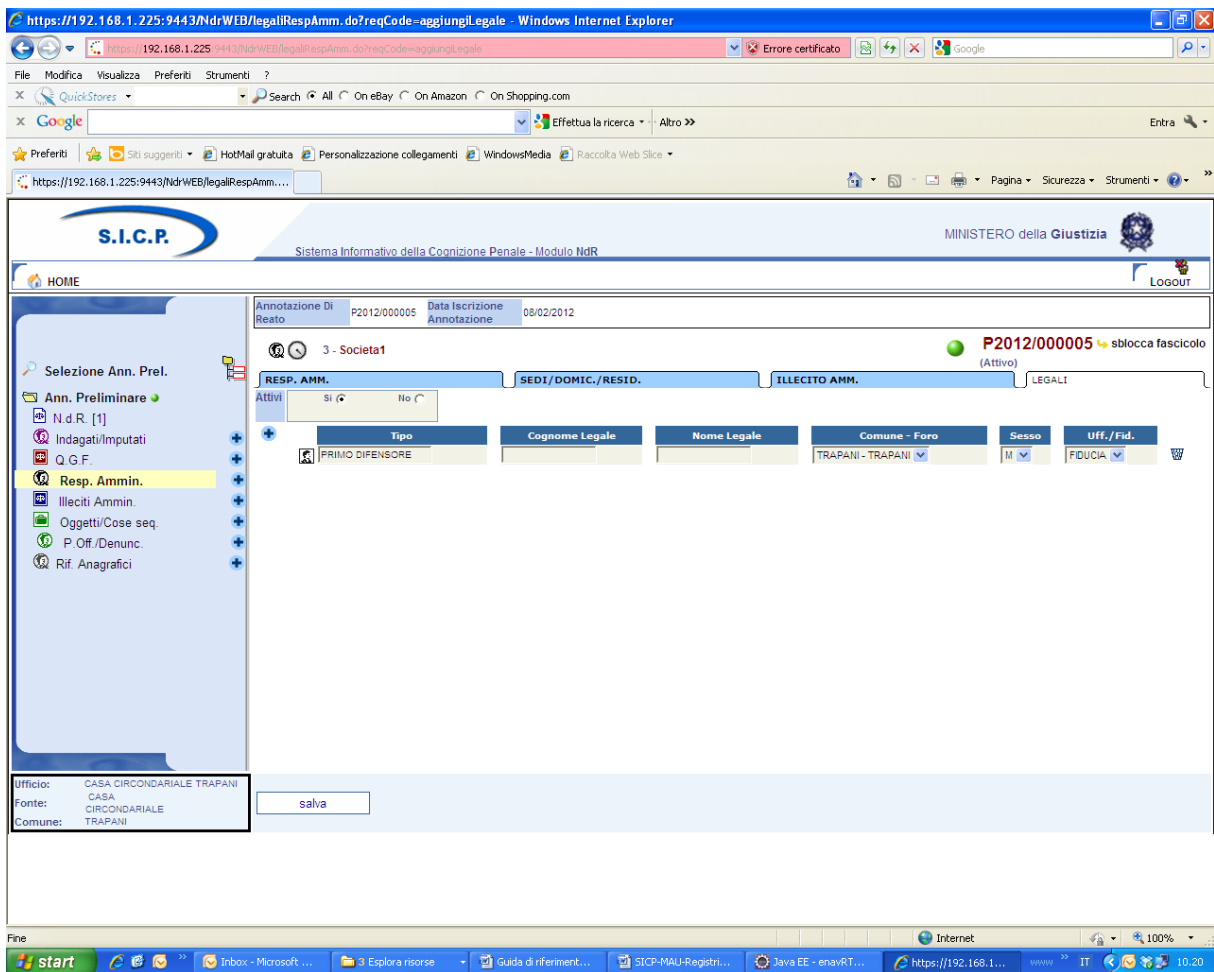 https://192.168.1.225:9443/NdrWEB/legaliRespAmm.do?reqCode=aggiungiLegale - Windows Internet Explorer
https://192.168.1.225:9443/NdrWEB/legaliRespAmm.do?reqCode=aggiungiLegale Errore certificato Google
File Modifica Visualizza Preferiti Strumenti ?
X QuickStores Search All On eBay On Amazon On Shopping.com
x Google Effettua la ricerca Altro >> Entra
Preferiti Siti suggeriti HotMail gratuita Personalizzazione collegamenti WindowsMedia Raccolta Web Slice
https://192.168.1.225:9443/NdrWEB/legaliRespAmm.... Pagina Sicurezza Strumenti »
S.I.C.P.
Sistema Informativo della Cognizione Penale - Modulo NdR
MINISTERO della Giustizia
HOME
LOGOUT
Annotazione Di Reato P2012/000005 Data Iscrizione Annotazione 08/02/2012
3 - Societa1
P2012/000005 sblocca fascicolo
(Attivo)
RESP. AMM. SEDI/DOMIC./RESID. ILLECITO AMM. LEGALI
Attivi Si No
Tipo Cognome Legale Nome Legale Comune - Foro Sesso Uff./Fid.
PRIMO DIFENSORE TRAPANI - TRAPANI M FIDUCIA
Selezione Ann. Prel.
Ann. Preliminare
N.d.R. [1]
Indagati/Imputati
Q.G.F.
Resp. Ammin.
Illeciti Ammin.
Oggetti/Cose seq.
P.Off./Denunc.
Rif. Anagrafici
Ufficio: CASA CIRCONDARIALE TRAPANI
Fonte: CASA CIRCONDARIALE
Comune: TRAPANI
salva
Fine Internet 100%
start » Inbox - Microsoft ... 3 Esplora risorse Guida di riferiment... SICP-MAU-Registri... Java EE - enavRT... https://192.168.1... www » IT 10.20